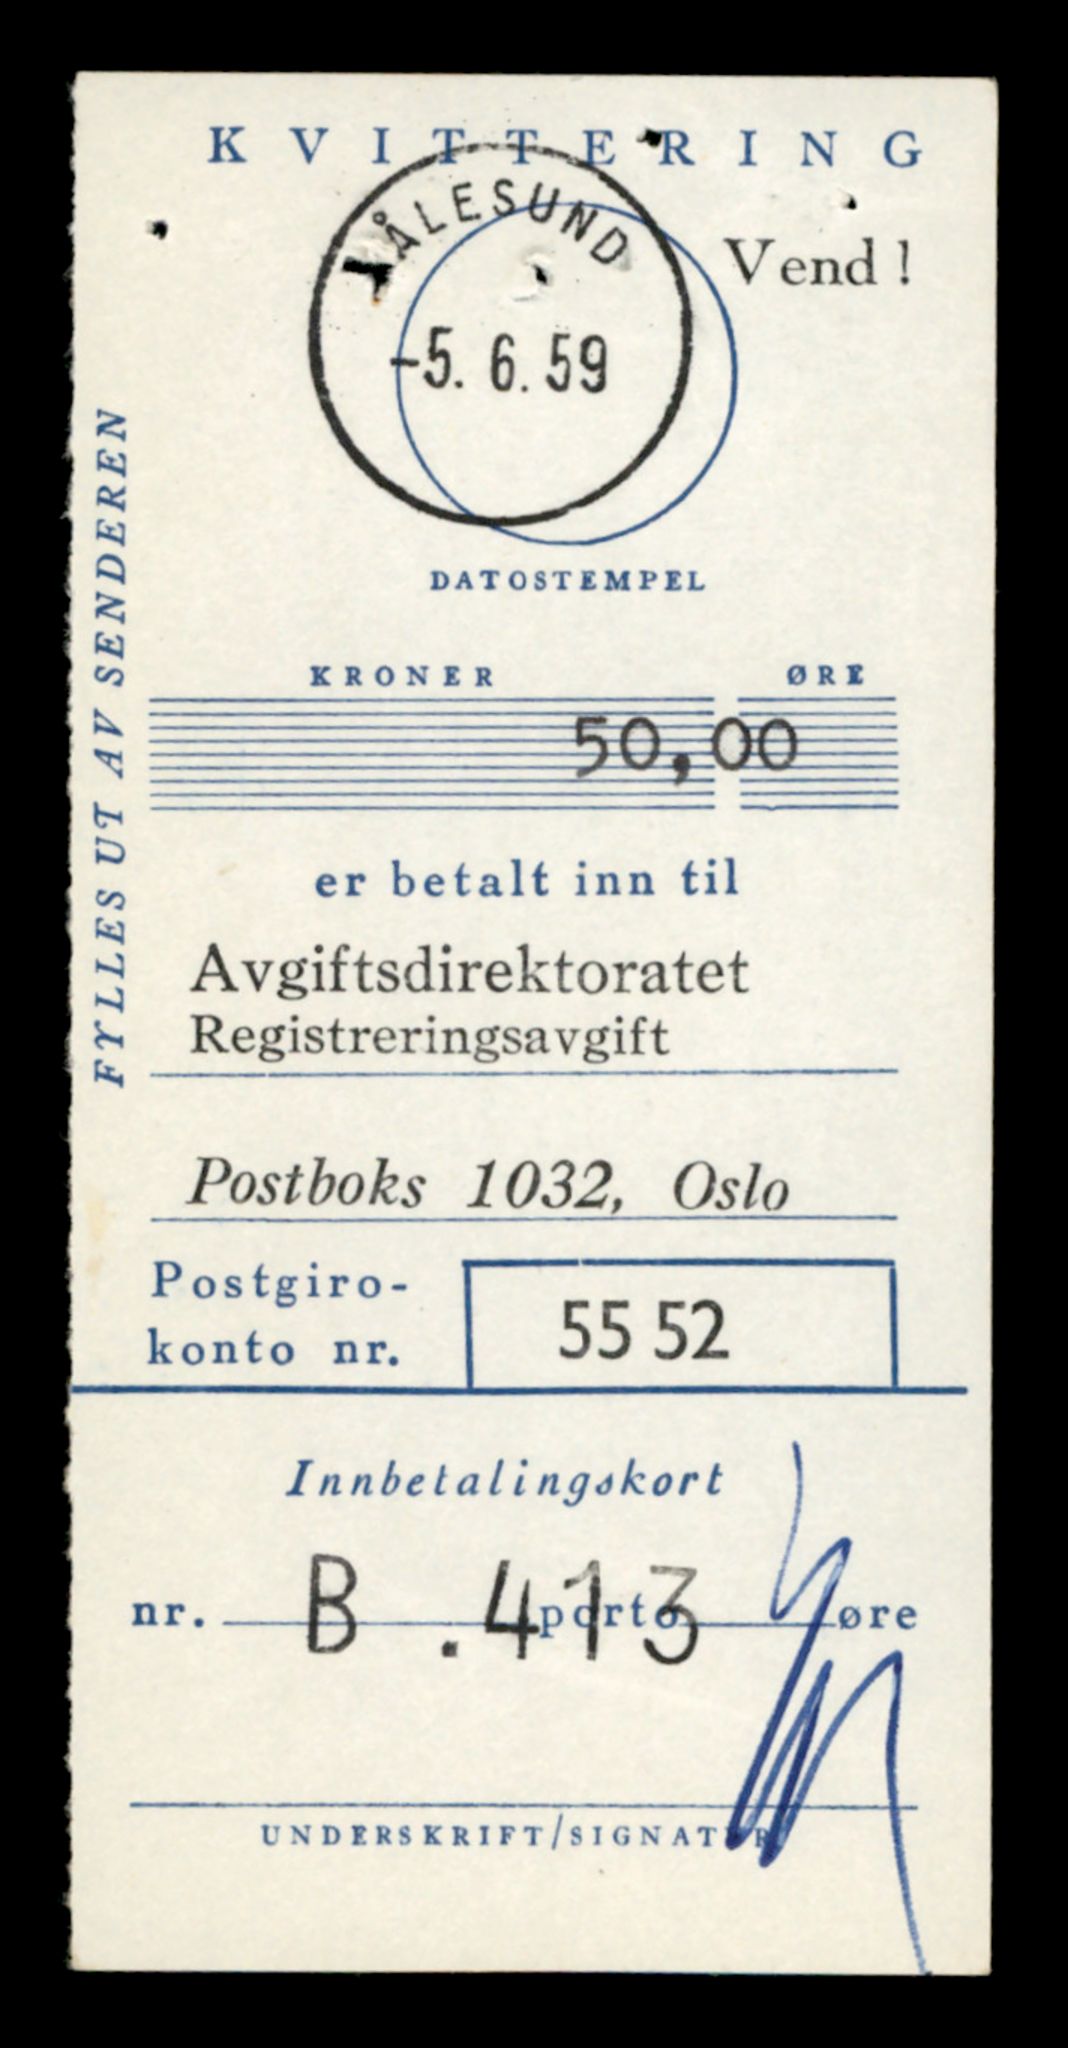 KVITTERING
ÅLESUND
Vend !
-5. 6. 59
DATOSTEMPEL
FYLLES UT AV SENDEREN
KRONER ØRE
50,00
er betalt inn til
Avgiftsdirektoratet
Registreringsavgift
Postboks 1032, Oslo
Postgiro-
konto nr. 55 52
Innbetalingskort
nr. B .413 porto øre
UNDERSKRIFT/SIGNATUR